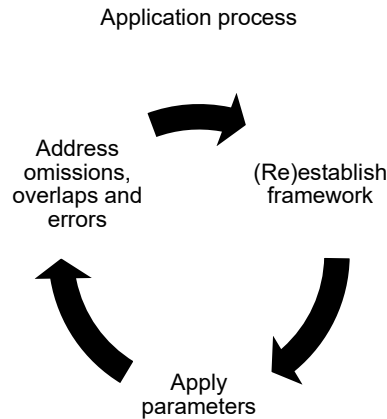 Application process
Address
omissions,
overlaps and
errors
(Re)establish
framework
Apply
parameters